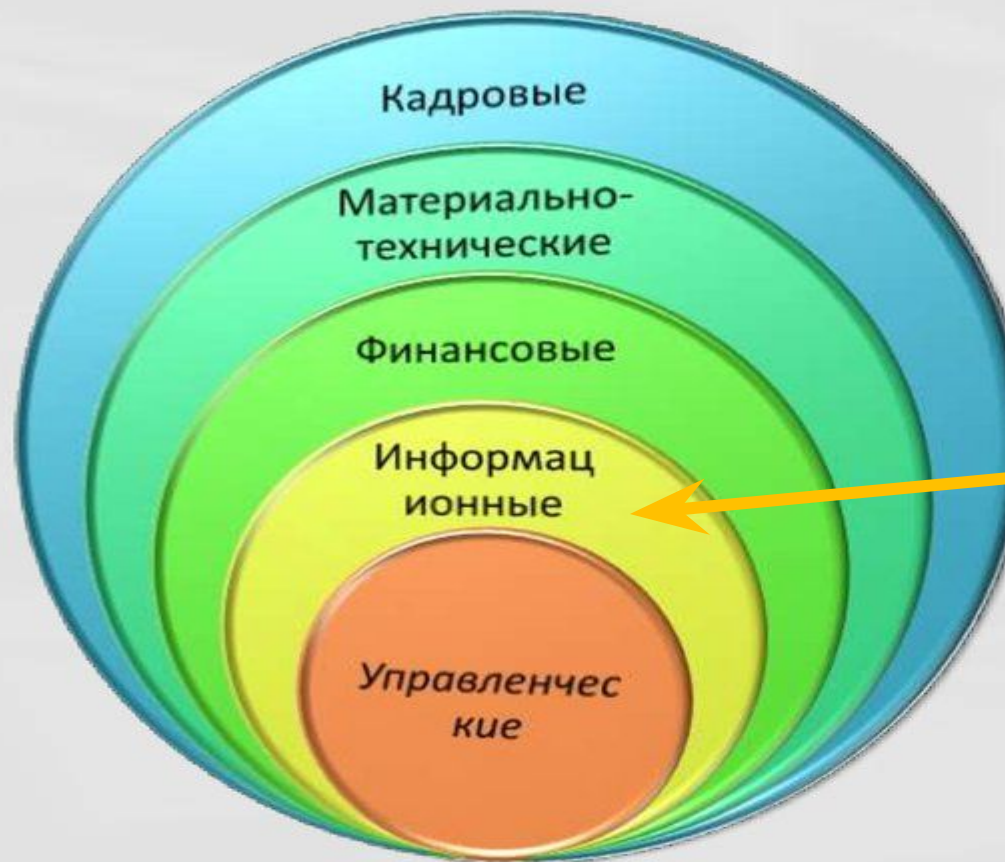 Кадровые
Материально-
технические
Финансовые
Информац
ионные
Управленчес
кие